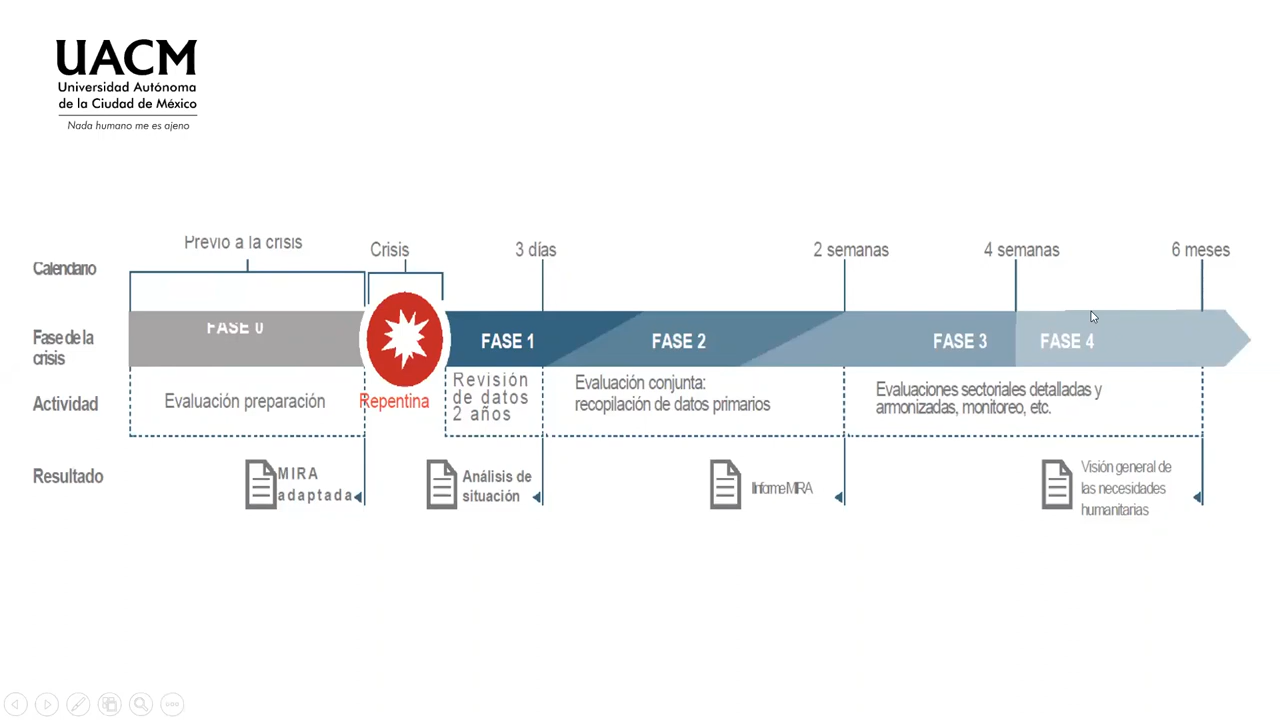 UACM
Universidad Autónoma
de la Ciudad de México
Nada humano me es ajeno
Calendario
Previo a la crisis
Crisis
3 días
2 semanas
4 semanas
6 meses
Fase de la
crisis
FASE 0
FASE 1
FASE 2
FASE 3
FASE 4
Actividad
Evaluación preparación
Repentina
Revisión
de datos
2 años
Evaluación conjunta:
recopilación de datos primarios
Evaluaciones sectoriales detalladas y
armonizadas, monitoreo, etc.
Resultado
MIRA
adaptada
Análisis de
situación
Informe MIRA
Visión general de
las necesidades
humanitarias